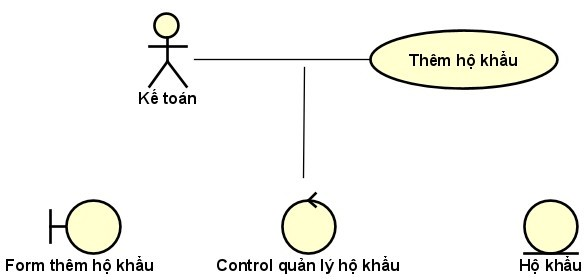 Thêm hộ khẩu
Kế toán
Form thêm hộ khẩu
Control quản lý hộ khẩu
Hộ khẩu